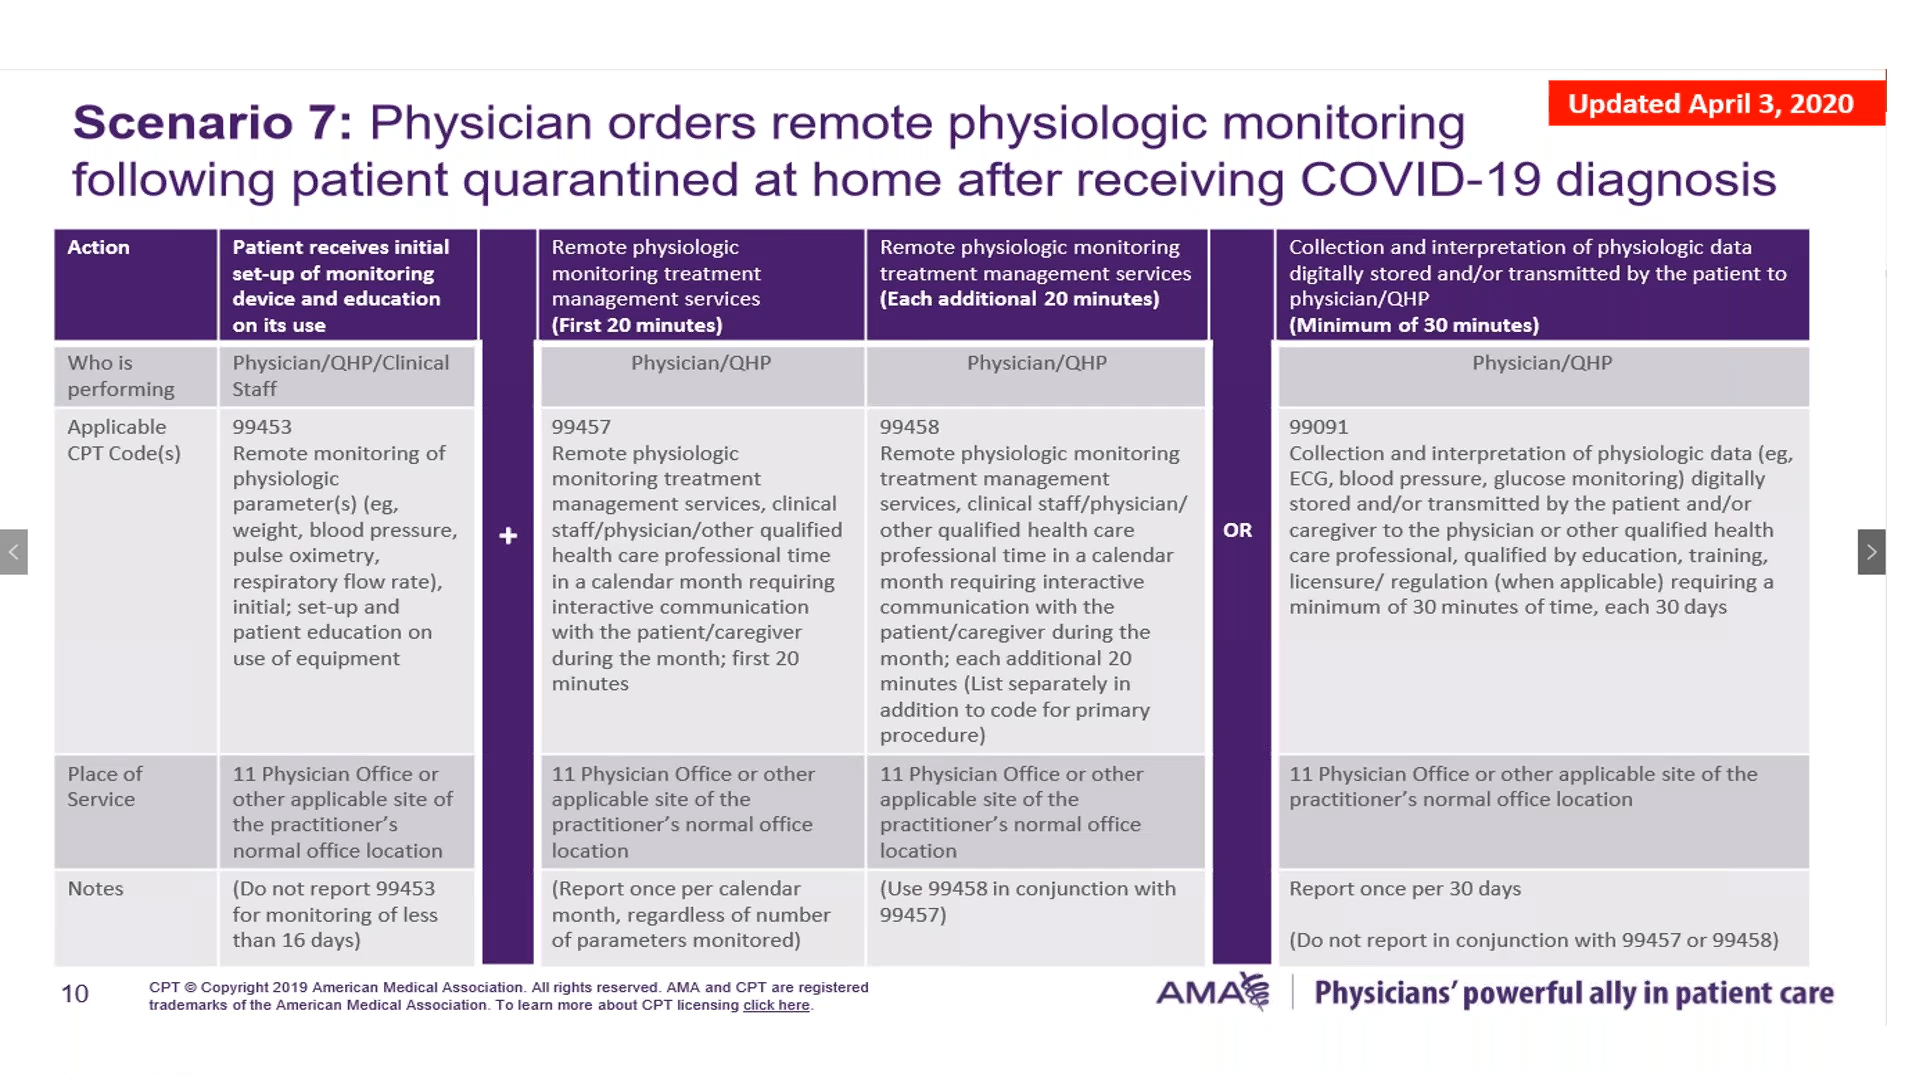 Updated April 3, 2020
Scenario 7: Physician orders remote physiologic monitoring
following patient quarantined at home after receiving COVID-19 diagnosis
Action
Patient receives initial
set-up of monitoring
device and education
on its use
Remote physiologic
monitoring treatment
management services
(First 20 minutes)
Remote physiologic monitoring
treatment management services
(Each additional 20 minutes)
Collection and interpretation of physiologic data
digitally stored and/or transmitted by the patient to
physician/QHP
(Minimum of 30 minutes)
Who is
performing
Physician/QHP/Clinical
Staff
Physician/QHP
Physician/QHP
Physician/QHP
Applicable
CPT Code(s)
99453
Remote monitoring of
physiologic
parameter(s) (eg,
weight, blood pressure,
pulse oximetry,
respiratory flow rate),
initial; set-up and
patient education on
use of equipment
+
99457
Remote physiologic
monitoring treatment
management services, clinical
staff/physician/other qualified
health care professional time
in a calendar month requiring
interactive communication
with the patient/caregiver
during the month; first 20
minutes
99458
Remote physiologic monitoring
treatment management
services, clinical staff/physician/
other qualified health care
professional time in a calendar
month requiring interactive
communication with the
patient/caregiver during the
month; each additional 20
minutes (List separately in
addition to code for primary
procedure)
OR
99091
Collection and interpretation of physiologic data (eg,
ECG, blood pressure, glucose monitoring) digitally
stored and/or transmitted by the patient and/or
caregiver to the physician or other qualified health
care professional, qualified by education, training,
licensure/ regulation (when applicable) requiring a
minimum of 30 minutes of time, each 30 days
Place of
Service
11 Physician Office or
other applicable site of
the practitioner's
normal office location
11 Physician Office or other
applicable site of the
practitioner's normal office
location
11 Physician Office or other
applicable site of the
practitioner's normal office
location
11 Physician Office or other applicable site of the
practitioner's normal office location
Notes
(Do not report 99453
for monitoring of less
than 16 days)
(Report once per calendar
month, regardless of number
of parameters monitored)
(Use 99458 in conjunction with
99457)
Report once per 30 days
(Do not report in conjunction with 99457 or 99458)
10
CPT © Copyright 2019 American Medical Association. All rights reserved. AMA and CPT are registered
trademarks of the American Medical Association. To learn more about CPT licensing click here.
AMA
Physicians' powerful ally in patient care